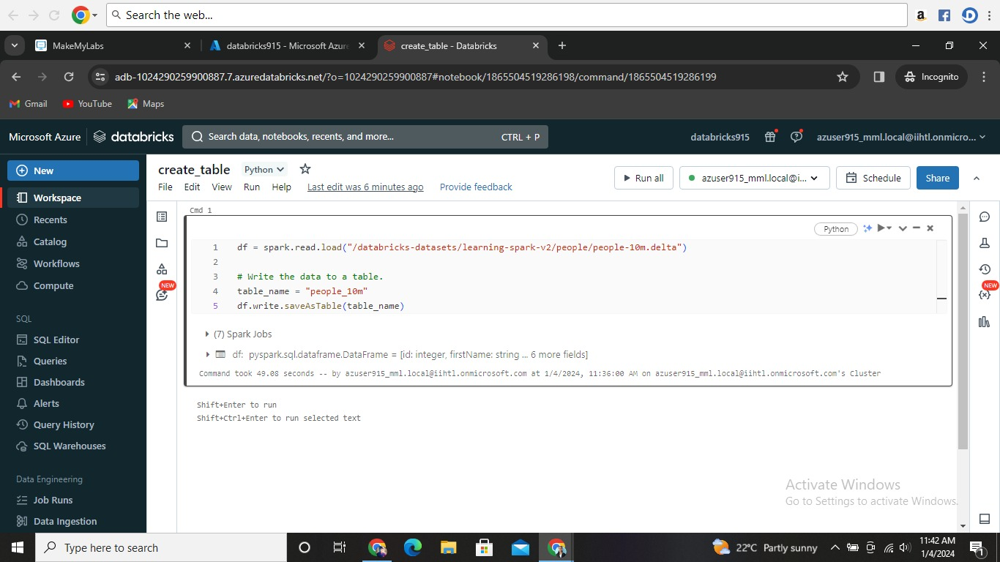 Search the web...
MakeMyLabs
databricks915 - Microsoft Azure
create_table - Databricks
adb-1024290259900887.7.azuredatabricks.net/?o=1024290259900887#notebook/1865504519286198/command/1865504519286199
Incognito
Gmail
YouTube
Maps
Microsoft Azure
databricks
Search data, notebooks, recents, and more...
CTRL + P
databricks915
azuser915_mml.local@iihtl.onmicro...
New
Workspace
Recents
Catalog
Workflows
Compute
SQL
SQL Editor
Queries
Dashboards
Alerts
Query History
SQL Warehouses
Data Engineering
Job Runs
Data Ingestion
create_table
Python
File Edit View Run Help Last edit was 6 minutes ago Provide feedback
Run all
azuser915_mml.local@i...
Schedule
Share
NEW
NEW
Cmd 1
Python
1 df = spark.read.load("/databricks-datasets/learning-spark-v2/people/people-10m.delta")
2
3 # Write the data to a table.
4 table_name = "people_10m"
5 df.write.saveAsTable(table_name)
(7) Spark Jobs
df: pyspark.sql.dataframe.DataFrame = [id: integer, firstName: string ... 6 more fields]
Command took 49.08 seconds -- by azuser915_mml.local@iihtl.onmicrosoft.com at 1/4/2024, 11:36:00 AM on azuser915_mml.local@iihtl.onmicrosoft.com's Cluster
Shift+Enter to run
Shift+Ctrl+Enter to run selected text
Activate Windows
Go to Settings to activate Windows.
Type here to search
22°C Partly sunny
11:42 AM
1/4/2024
1